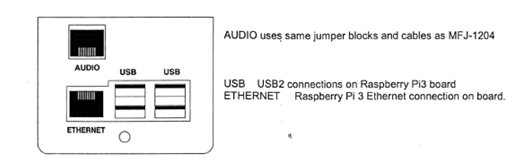 AUDIO uses same jumper blocks and cables as MFJ-1204
AUDIO
USB USB
USB USB2 connections on Raspberry Pi3 board
ETHERNET Raspberry Pi 3 Ethernet connection on board.
ETHERNET